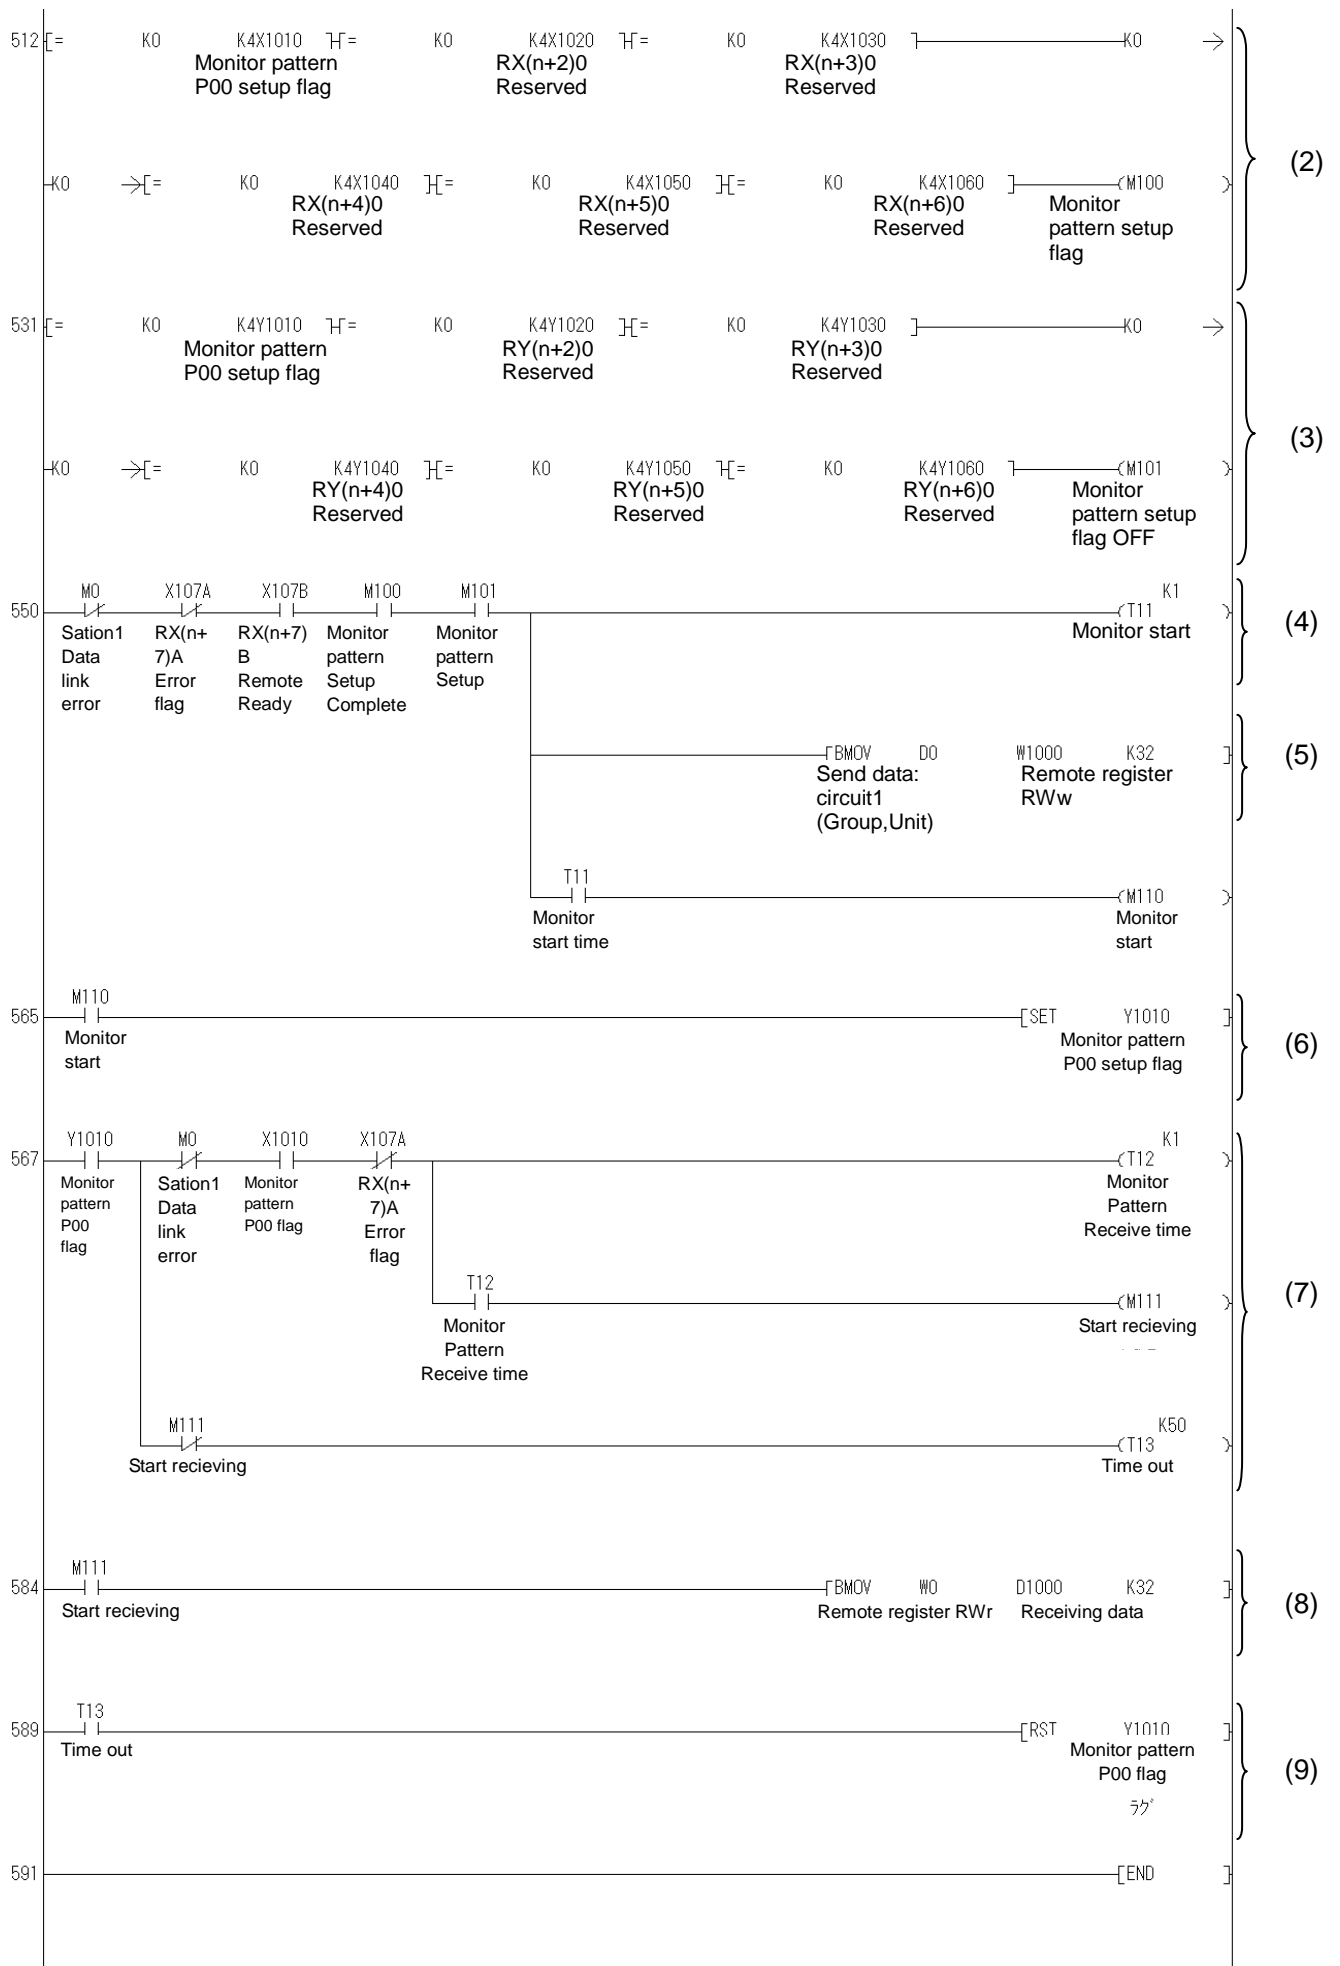 512 [= K0 K4X1010 ][= K0 K4X1020 ][= K0 K4X1030 ] K0
Monitor pattern RX(n+2)0 RX(n+3)0
P00 setup flag Reserved Reserved
(2)
K0 [= K0 K4X1040 ][= K0 K4X1050 ][= K0 K4X1060 ] (M100 )
RX(n+4)0 RX(n+5)0 RX(n+6)0 Monitor
Reserved Reserved Reserved pattern setup
flag
531 [= K0 K4Y1010 ][= K0 K4Y1020 ][= K0 K4Y1030 ] K0
Monitor pattern RY(n+2)0 RY(n+3)0
P00 setup flag Reserved Reserved
(3)
K0 [= K0 K4Y1040 ][= K0 K4Y1050 ][= K0 K4Y1060 ] (M101 )
RY(n+4)0 RY(n+5)0 RY(n+6)0 Monitor
Reserved Reserved Reserved pattern setup
flag OFF
M0 X107A X107B M100 M101 K1
550 (T11 ) (4)
Sation1 RX(n+ RX(n+7) Monitor Monitor Monitor start
Data 7)A B pattern pattern
link Error Remote Setup Setup
error flag Ready Complete
[BMOV D0 W1000 K32 ] (5)
Send data: Remote register
circuit1 RWw
(Group,Unit)
T11
(M110 )
Monitor Monitor
start time start
M110
565 [SET Y1010 ]
Monitor Monitor pattern (6)
start P00 setup flag
Y1010 M0 X1010 X107A K1
567 (T12 )
Monitor Sation1 Monitor RX(n+ Monitor
pattern Data pattern 7)A Pattern
P00 link P00 flag Error Receive time
flag error flag
T12 (7)
(M111 )
Monitor Start recieving
Pattern
Receive time
M111 K50
(T13 )
Start recieving Time out
M111
584 [BMOV W0 D1000 K32 ]
Start recieving Remote register RWr Receiving data (8)
T13
589 [RST Y1010 ]
Time out Monitor pattern
P00 flag (9)
ラグ
591 [END ]